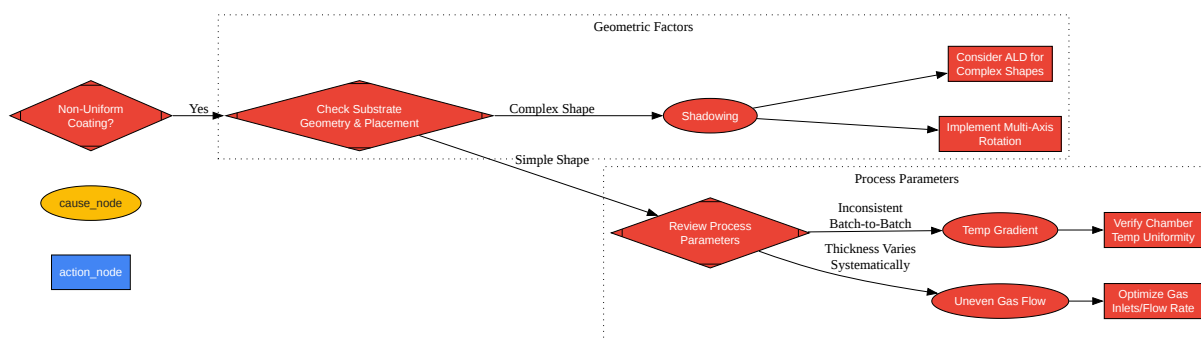 Geometric Factors
Non-Uniform
Coating?
Yes
Check Substrate
Geometry & Placement
Complex Shape
Shadowing
Consider ALD for
Complex Shapes
Implement Multi-Axis
Rotation
Simple Shape
Process Parameters
Review Process
Parameters
Inconsistent
Batch-to-Batch
Temp Gradient
Verify Chamber
Temp Uniformity
Thickness Varies
Systematically
Uneven Gas Flow
Optimize Gas
Inlets/Flow Rate
cause_node
action_node